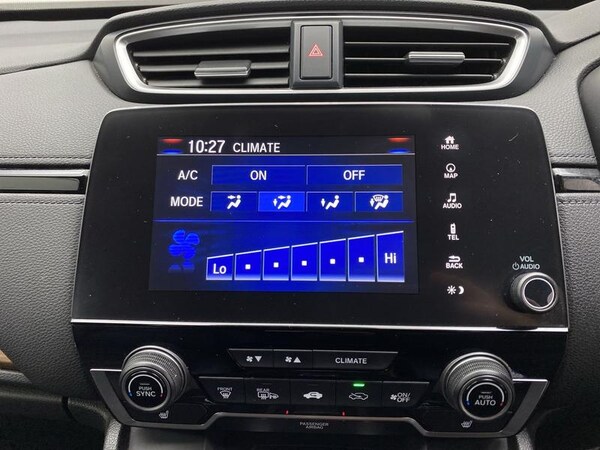 10:27 CLIMATE
A/C ON OFF
MODE
Lo Hi
HOME
MAP
AUDIO
TEL
BACK
VOL
AUDIO
CLIMATE
PUSH
SYNC
FRONT
REAR
ON/
OFF
PUSH
AUTO
PASSENGER
AIRBAG